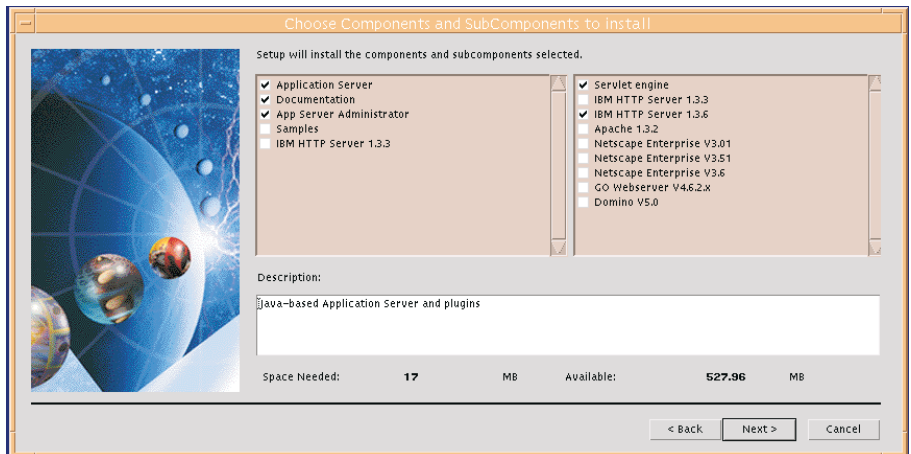 Choose Components and SubComponents to install
Setup will install the components and subcomponents selected.
Application Server
Documentation
App Server Administrator
Samples
IBM HTTP Server 1.3.3
Servlet engine
IBM HTTP Server 1.3.3
IBM HTTP Server 1.3.6
Apache 1.3.2
Netscape Enterprise V3.01
Netscape Enterprise V3.51
Netscape Enterprise V3.6
GO Webserver V4.6.2.x
Domino V5.0
Description:
Java-based Application Server and plugins
Space Needed: 17 MB Available: 527.96 MB
< Back Next > Cancel